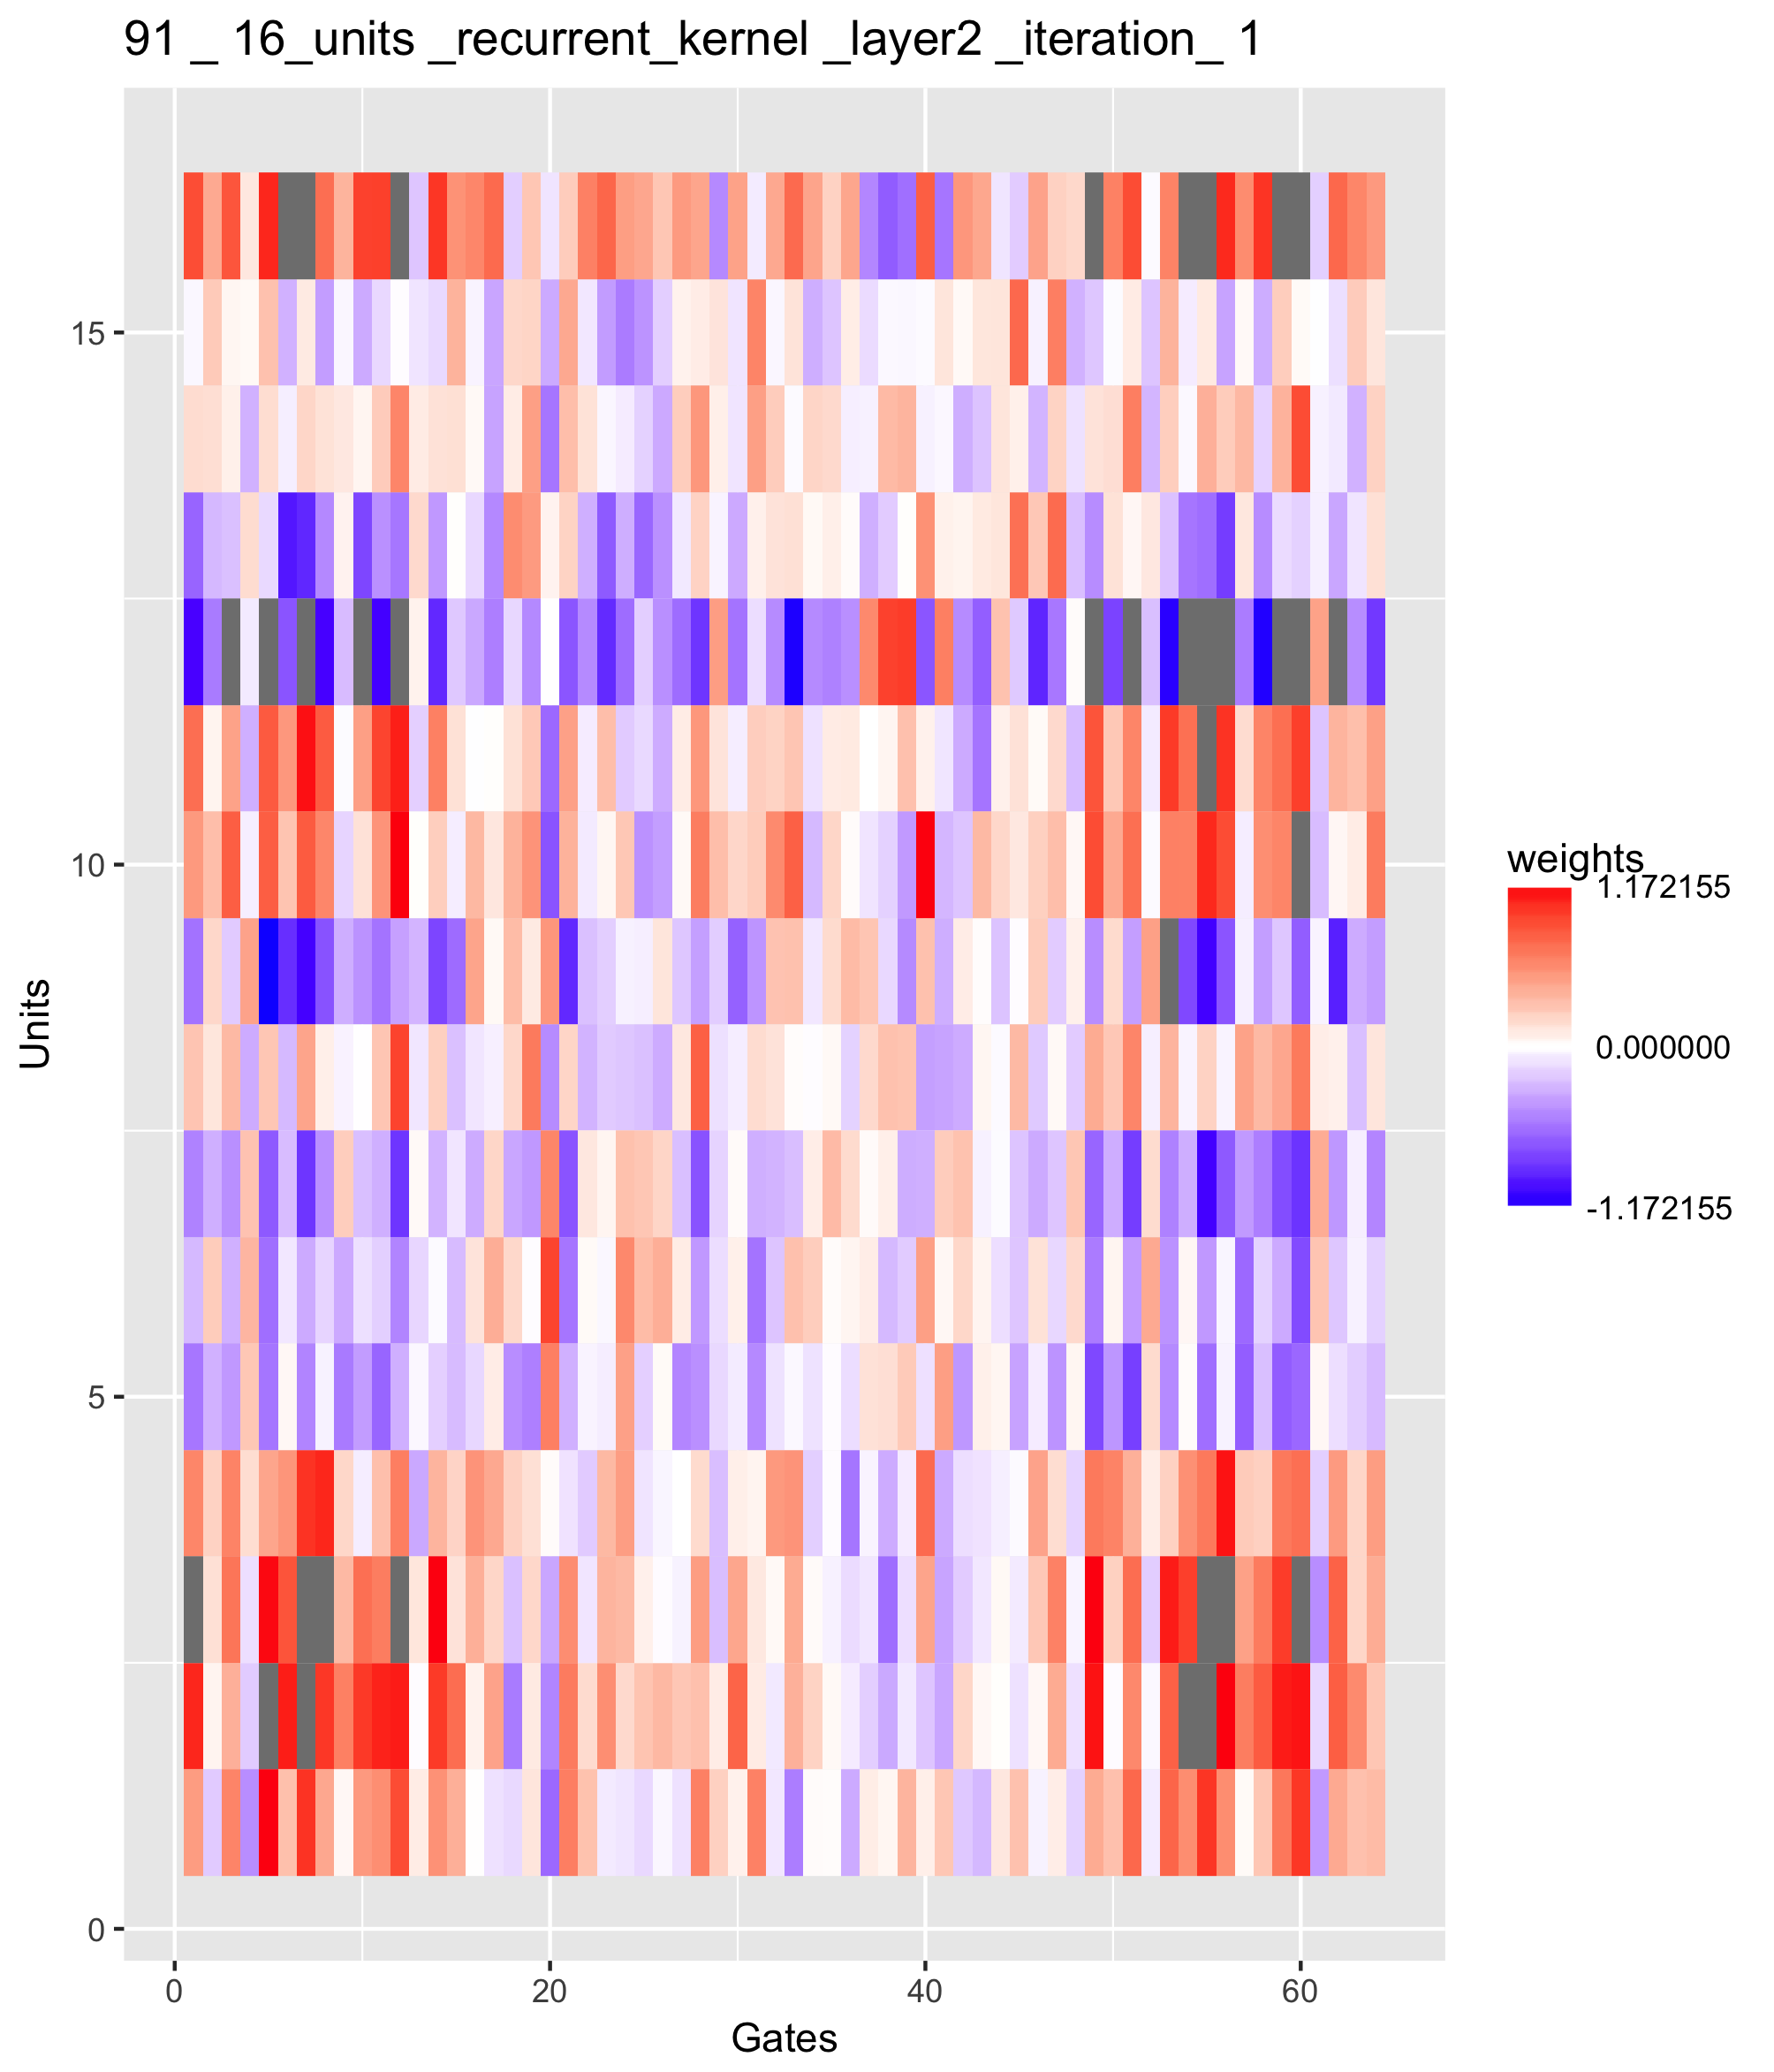 91 _ 16_units _recurrent_kernel _layer2 _iteration_ 1
15
10
5
0
Units
0 20 40 60
Gates
weights
1.172155
0.000000
-1.172155